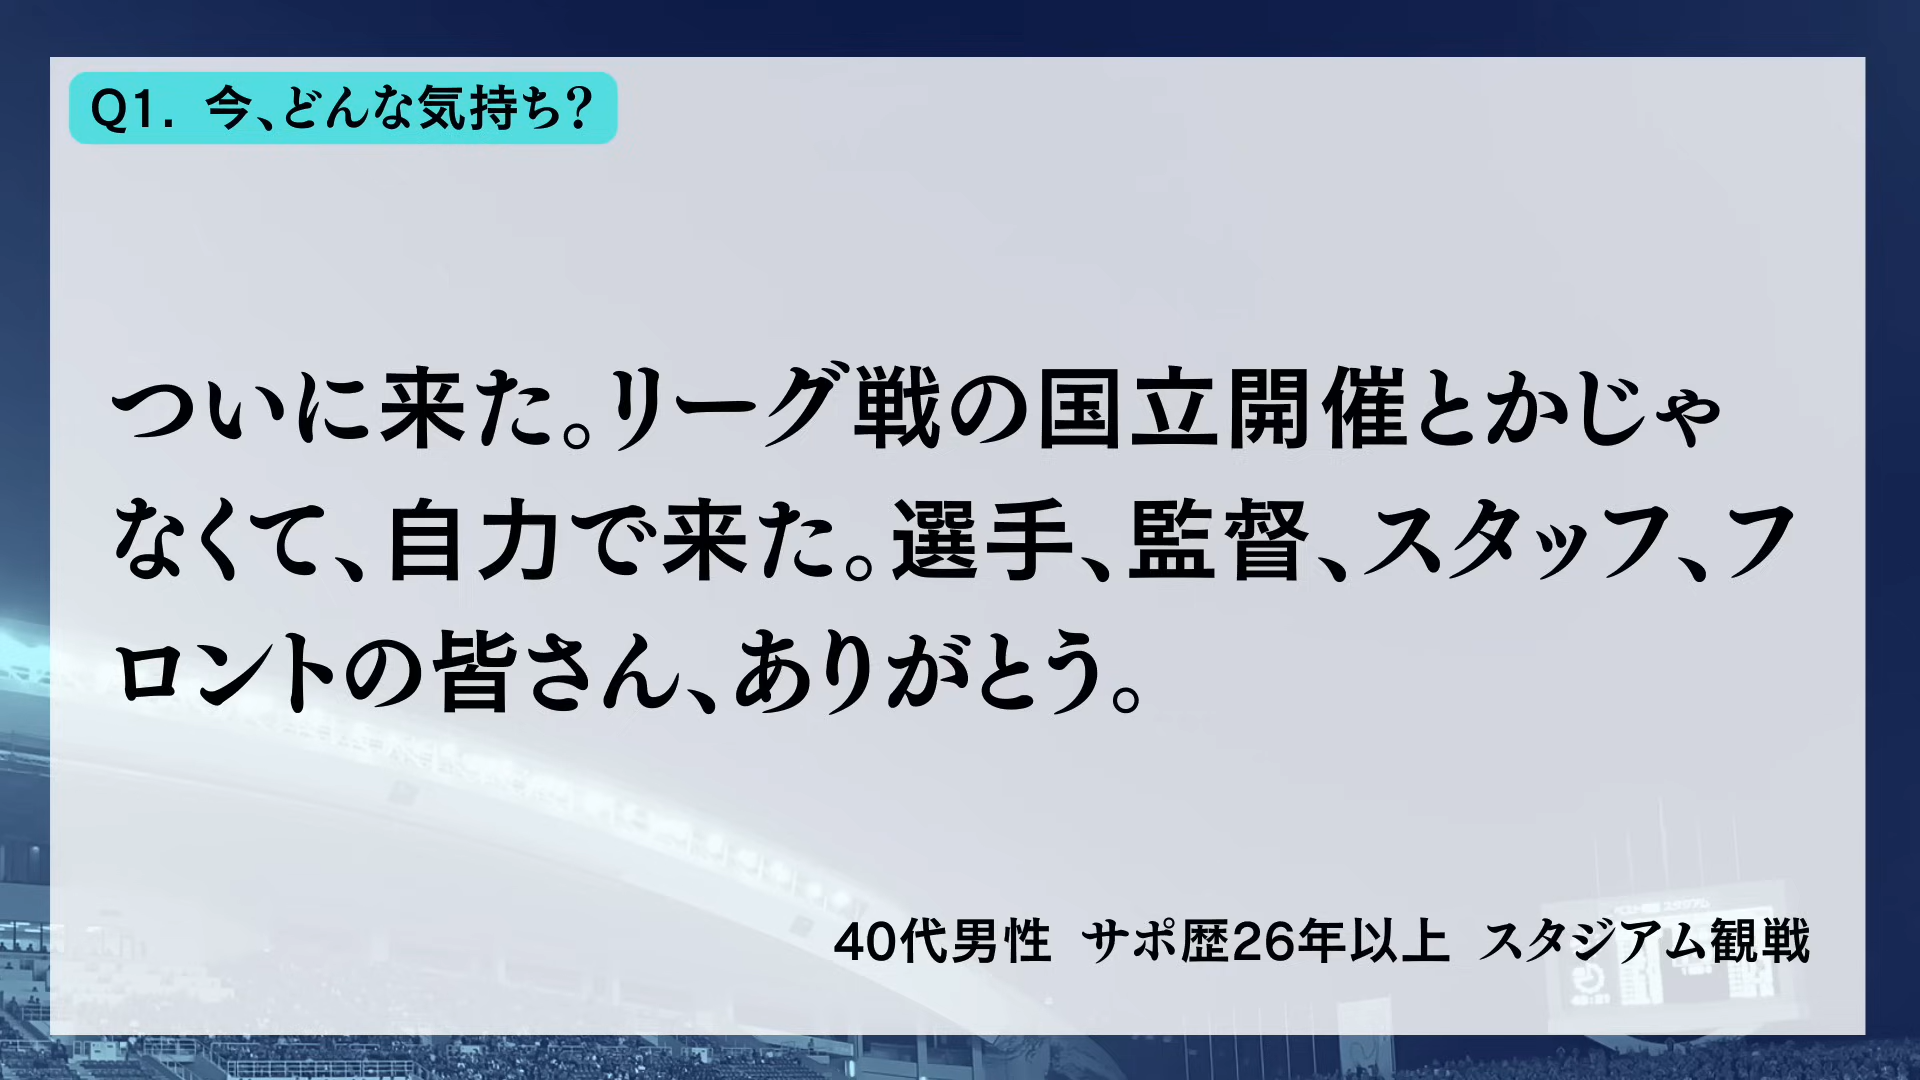 Q1. 今、どんな気持ち？
ついに来た。リーグ戦の国立開催とかじゃ
なくて、自力で来た。選手、監督、スタッフ、フ
ロントの皆さん、ありがとう。
40代男性 サポ歴26年以上 スタジアム観戦